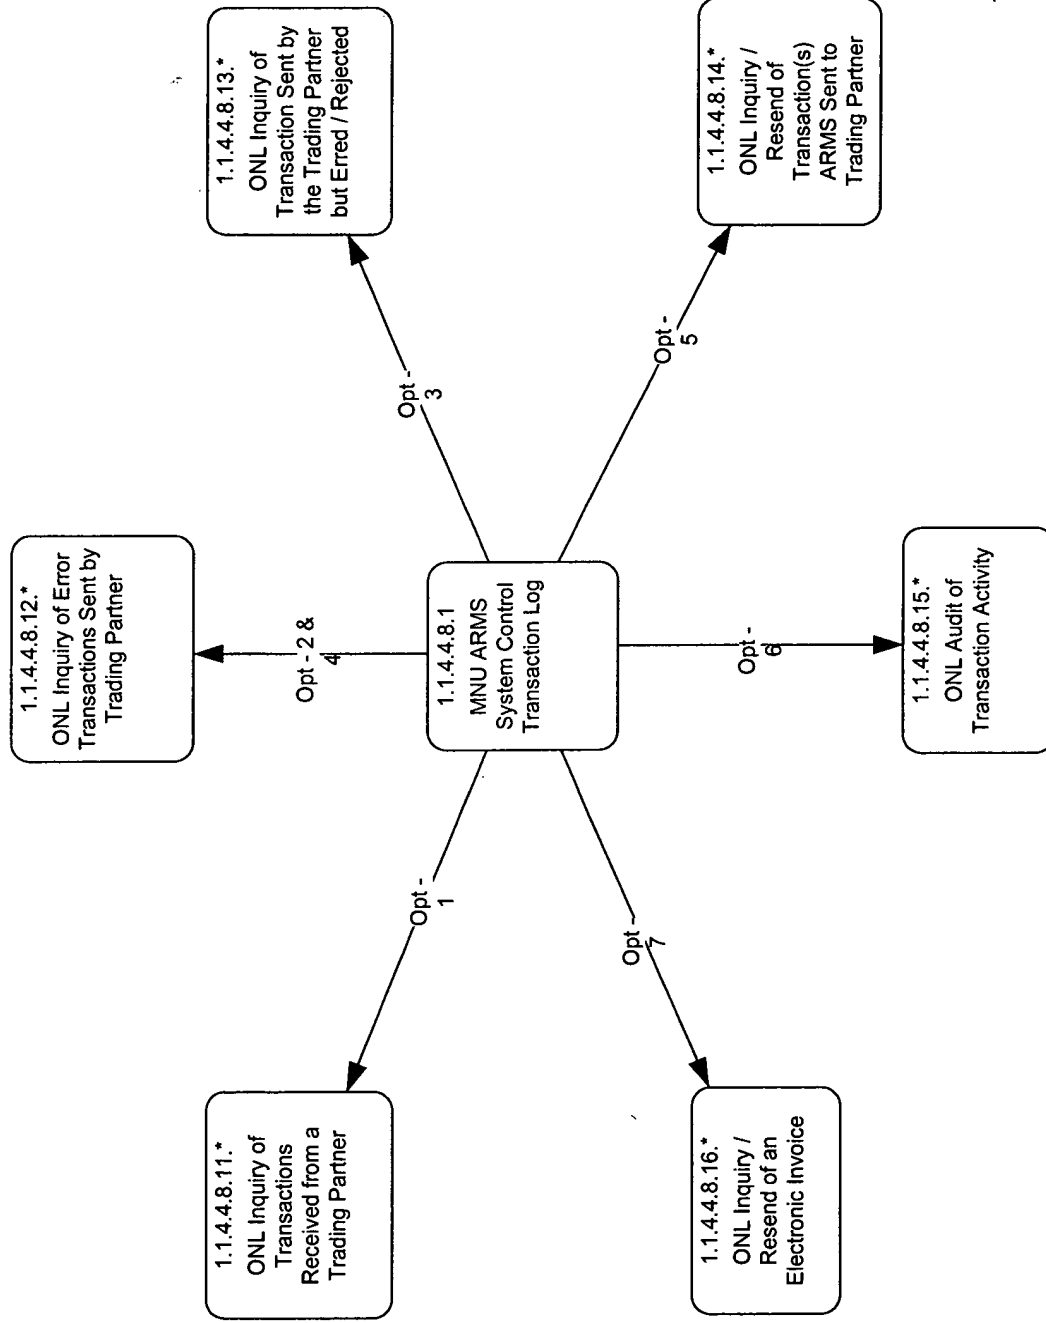 1.1.4.4.8.11.*
ONL Inquiry of
Transactions
Received from a
Trading Partner
1.1.4.4.8.12.*
ONL Inquiry of Error
Transactions Sent by
Trading Partner
1.1.4.4.8.13.*
ONL Inquiry of
Transaction Sent by
the Trading Partner
but Erred / Rejected
Opt -
1
Opt - 2 &
4
Opt -
3
1.1.4.4.8.1
MNU ARMS
System Control
Transaction Log
Opt -
7
Opt -
6
Opt -
5
1.1.4.4.8.16.*
ONL Inquiry /
Resend of an
Electronic Invoice
1.1.4.4.8.15.*
ONL Audit of
Transaction Activity
1.1.4.4.8.14.*
ONL Inquiry /
Resend of
Transaction(s)
ARMS Sent to
Trading Partner